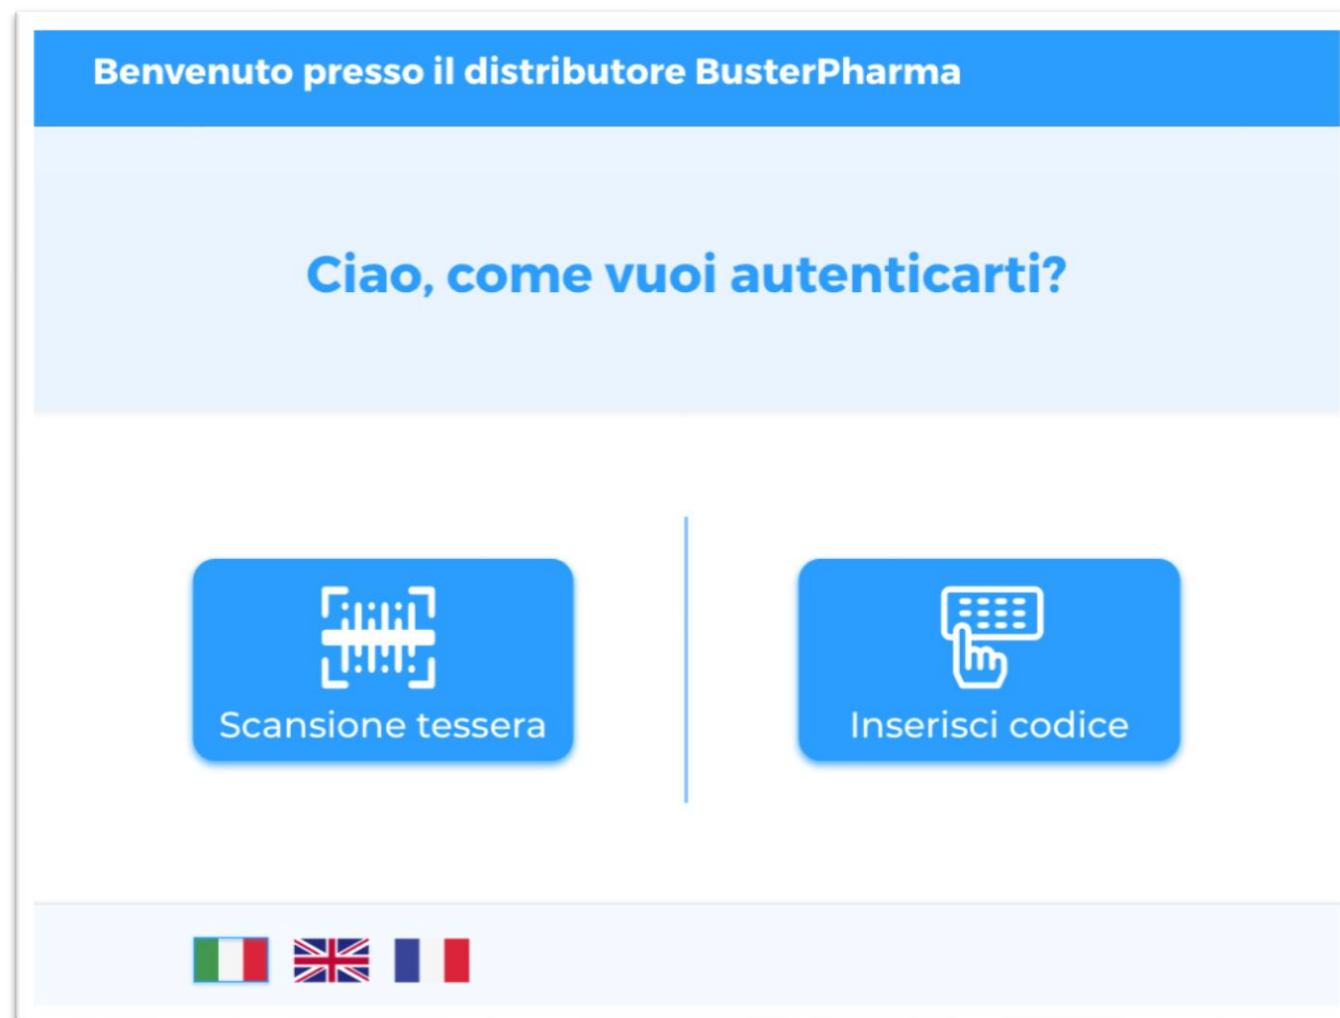 Benvenuto presso il distributore BusterPharma
Ciao, come vuoi autenticarti?
Scansione tessera
Inserisci codice